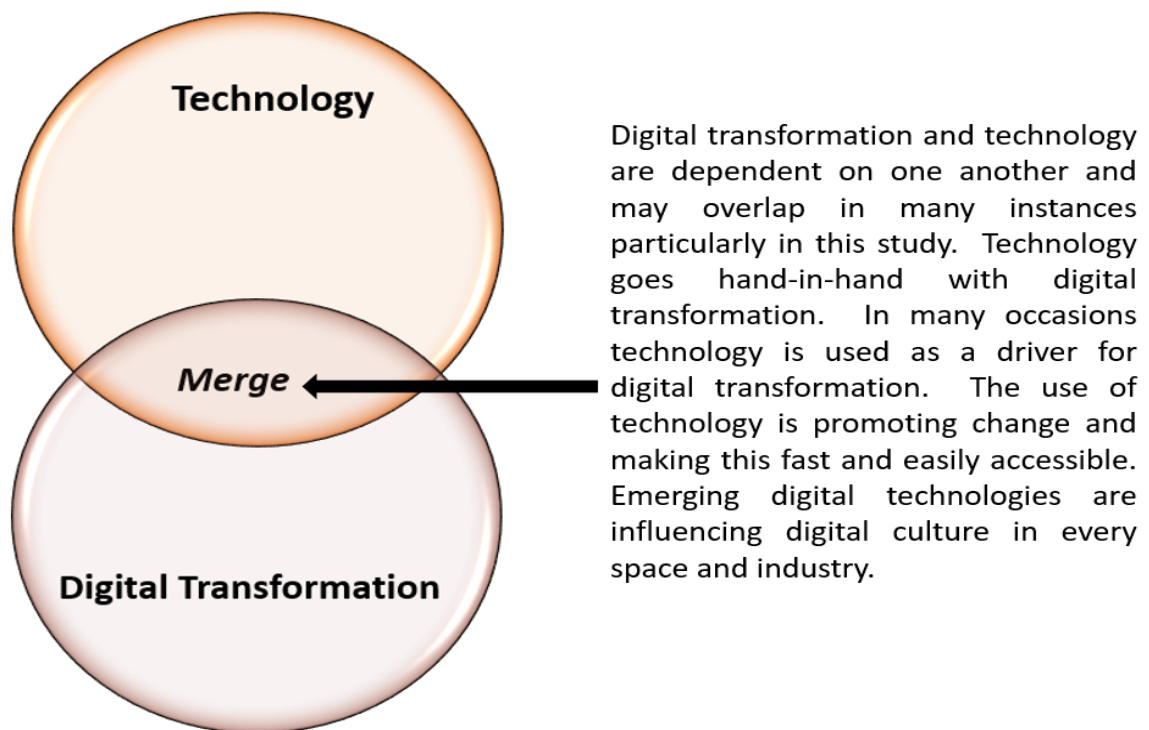 Technology
Merge
Digital Transformation
Digital transformation and technology
are dependent on one another and
may overlap in many instances
particularly in this study. Technology
goes hand-in-hand with digital
transformation. In many occasions
technology is used as a driver for
digital transformation. The use of
technology is promoting change and
making this fast and easily accessible.
Emerging digital technologies are
influencing digital culture in every
space and industry.